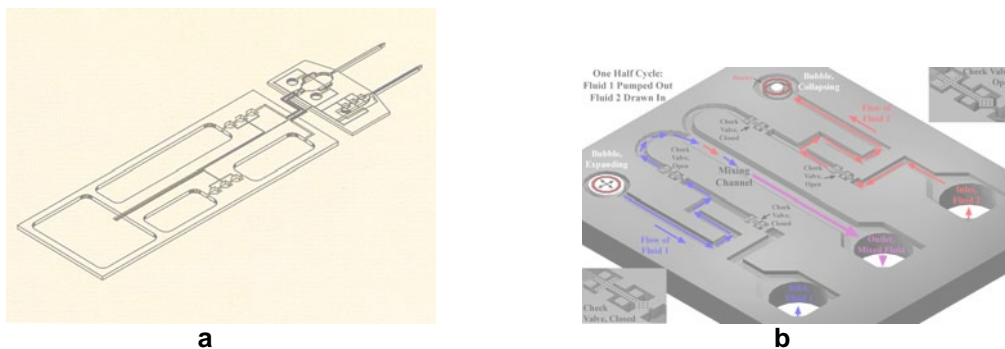 One Half Cycle:
Fluid 1 Pumped Out
Fluid 2 Drawn In
Bubble,
Collapsing
Check Valve
Flow of
Fluid 2
Check
Valve, Closed
Bubble,
Expanding
Check
Valve,
Open
Mixing
Channel
Check
Valve,
Open
Inlet,
Fluid 2
Check
Valve,
Closed
Flow of
Fluid 1
Outlet,
Mixed Fluid
Inlet,
Fluid 1
Check
Valve, Closed
a
b